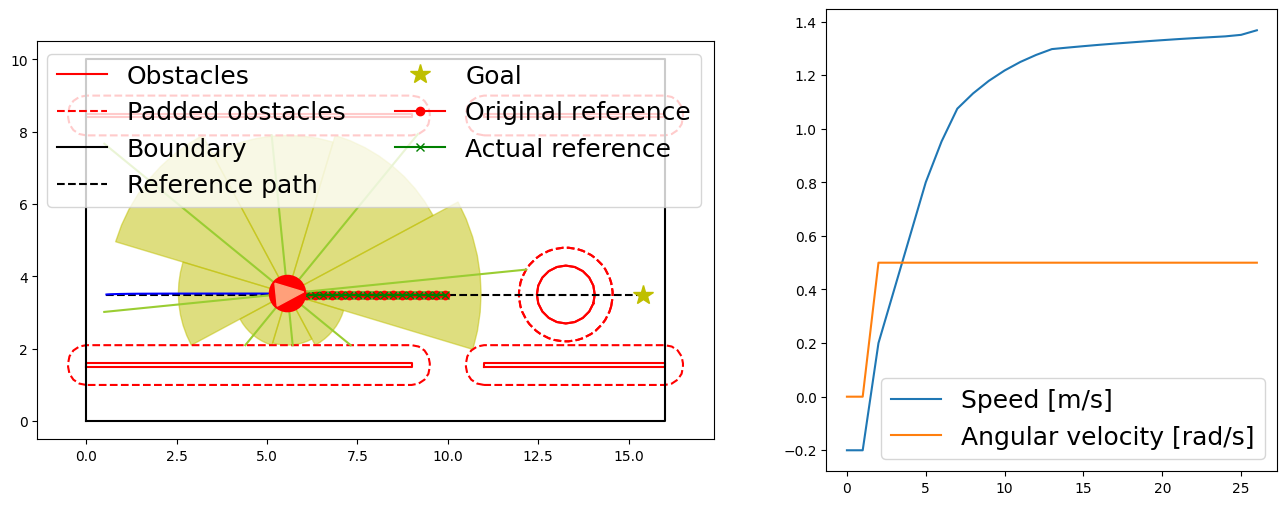 Obstacles
Padded obstacles
Boundary
Reference path
Goal
Original reference
Actual reference
10
8
6
4
2
0
0.0 2.5 5.0 7.5 10.0 12.5 15.0
1.4
1.2
1.0
0.8
0.6
0.4
0.2
0.0
−0.2
Speed [m/s]
Angular velocity [rad/s]
0 5 10 15 20 25